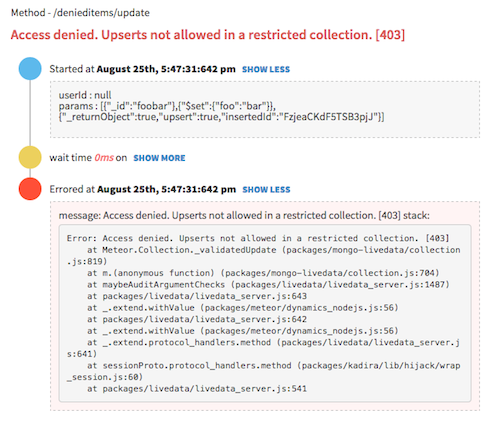 Method - /denieditems/update
Access denied. Upserts not allowed in a restricted collection. [403]
Started at August 25th, 5:47:31:642 pm SHOW LESS
userId : null
params : [{"_id":"foobar"},{"$set":{"foo":"bar"}},
{"_returnObject":true,"upsert":true,"insertedId":"FzjeaCKdF5TSB3pjJ"}]
wait time 0ms on SHOW MORE
Errored at August 25th, 5:47:31:642 pm SHOW LESS
message: Access denied. Upserts not allowed in a restricted collection. [403] stack:
Error: Access denied. Upserts not allowed in a restricted collection. [403]
at Meteor.Collection._validatedUpdate (packages/mongo-livedata/collection
.js:819)
at m.(anonymous function) (packages/mongo-livedata/collection.js:704)
at maybeAuditArgumentChecks (packages/livedata/livedata_server.js:1487)
at packages/livedata/livedata_server.js:643
at _.extend.withValue (packages/meteor/dynamics_nodejs.js:56)
at packages/livedata/livedata_server.js:642
at _.extend.withValue (packages/meteor/dynamics_nodejs.js:56)
at _.extend.protocol_handlers.method (packages/livedata/livedata_server.j
s:641)
at sessionProto.protocol_handlers.method (packages/kadira/lib/hijack/wrap
_session.js:60)
at packages/livedata/livedata_server.js:541